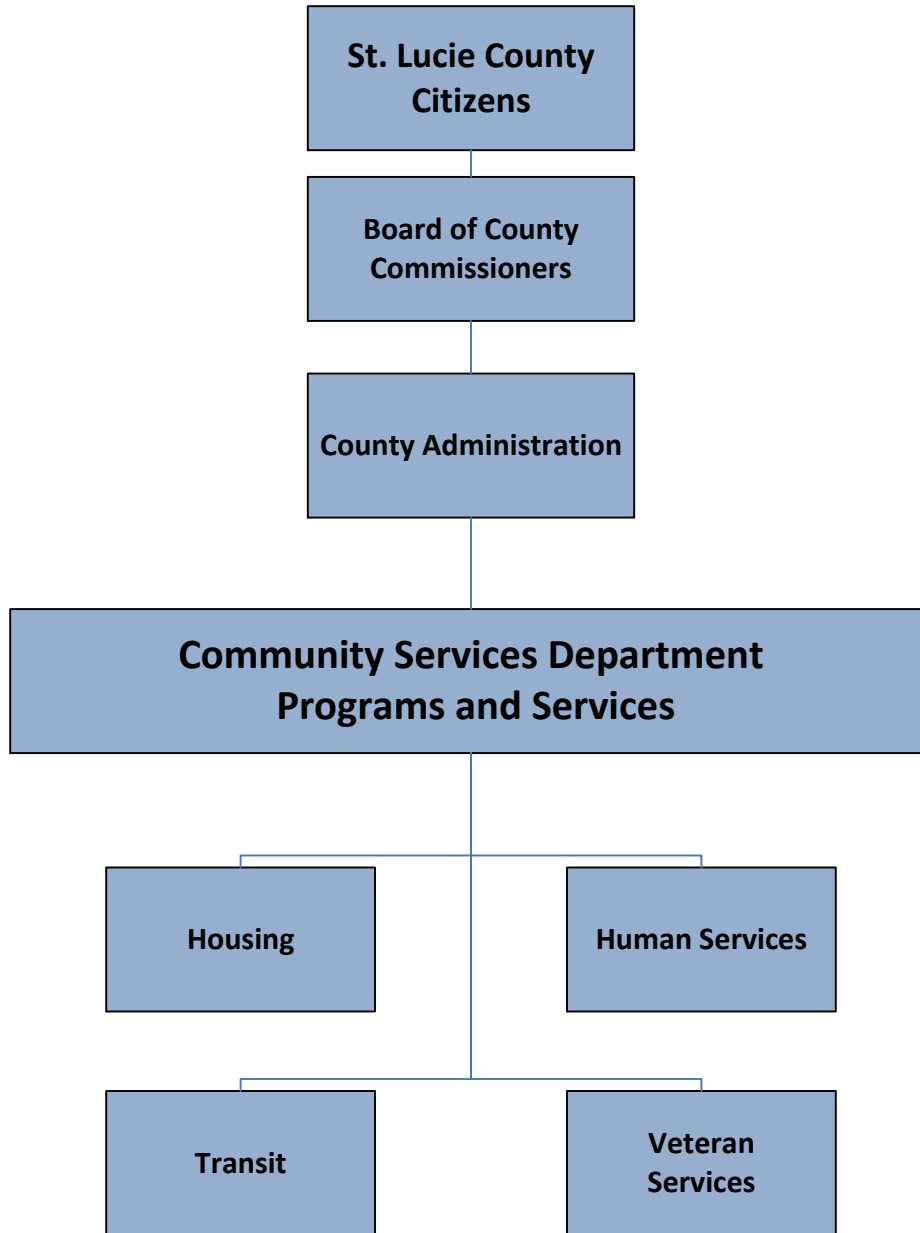 St. Lucie County
Citizens
Board of County
Commissioners
County Administration
Community Services Department
Programs and Services
Housing
Human Services
Transit
Veteran
Services